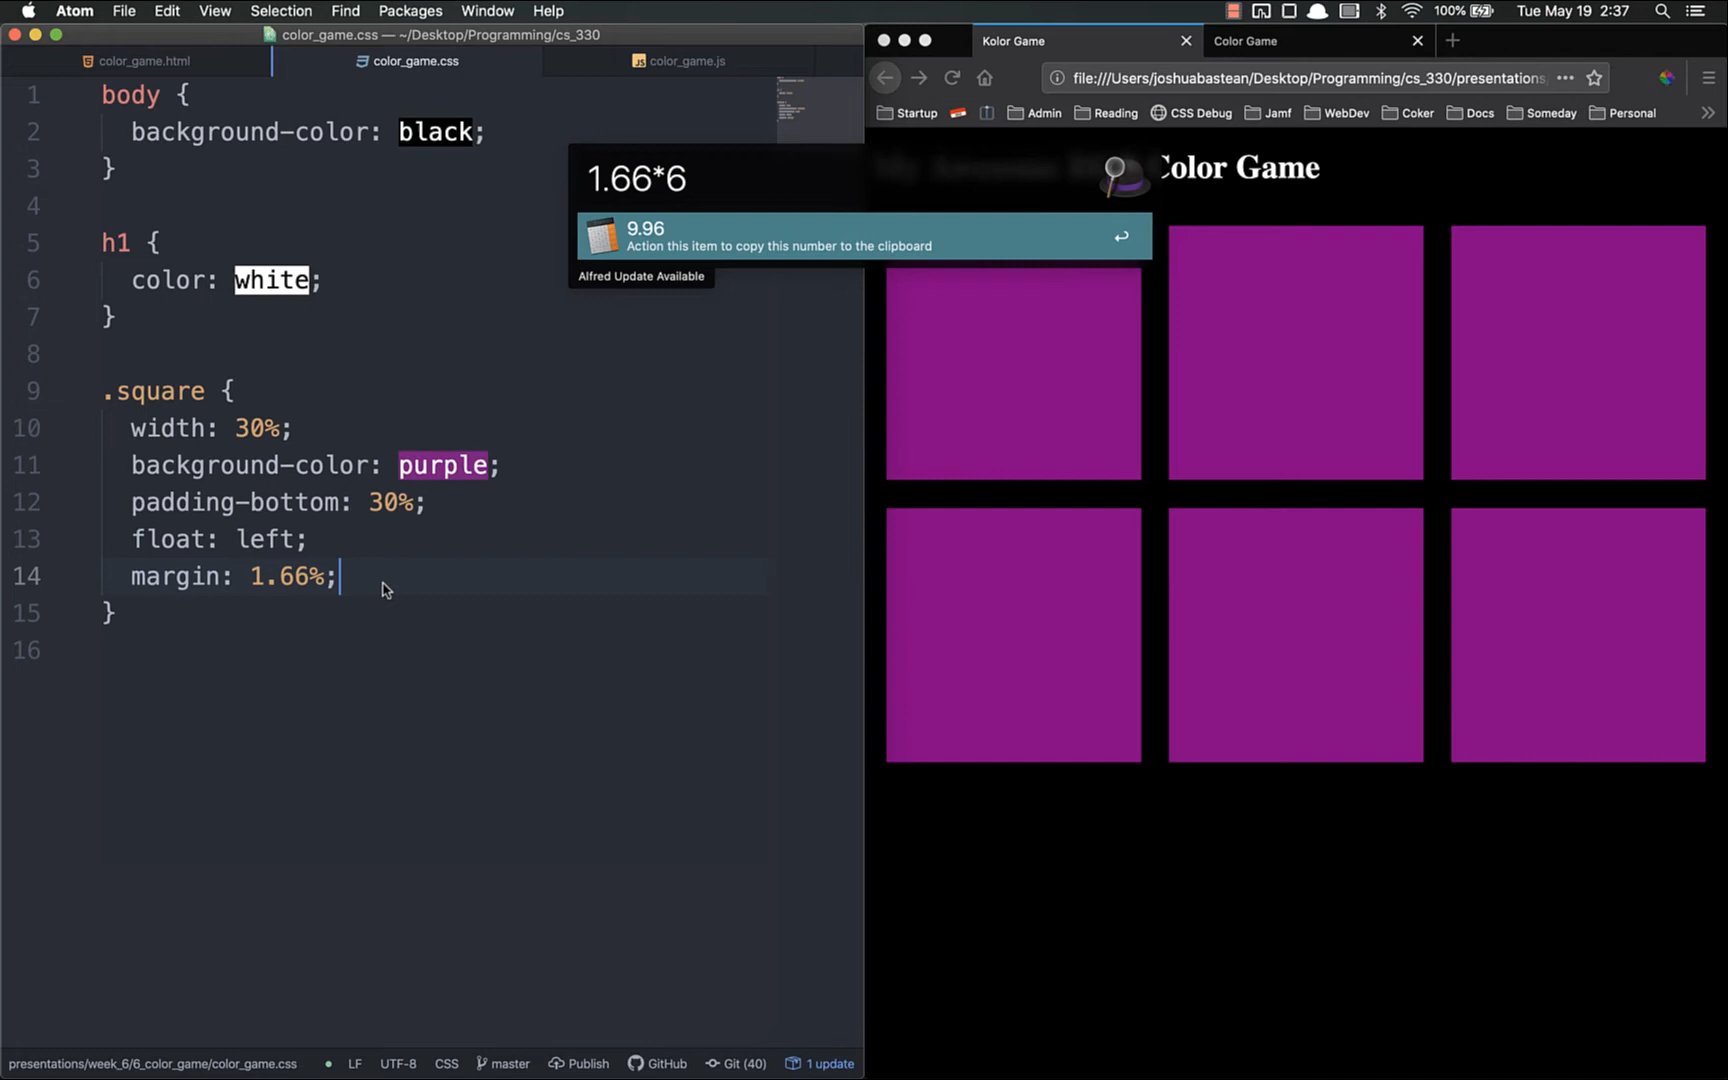 Atom File Edit View Selection Find Packages Window Help
100% Tue May 19 2:37
color_game.css — ~/Desktop/Programming/cs_330
color_game.html
color_game.css
color_game.js
1 body {
2 background-color: black;
3 }
4
5 h1 {
6 color: white;
7 }
8
9 .square {
10 width: 30%;
11 background-color: purple;
12 padding-bottom: 30%;
13 float: left;
14 margin: 1.66%;
15 }
16
presentations/week_6/6_color_game/color_game.css LF UTF-8 CSS master Publish GitHub Git (40) 1 update
1.66*6
9.96
Action this item to copy this number to the clipboard
Alfred Update Available
Kolor Game
Color Game
file:///Users/joshuabastean/Desktop/Programming/cs_330/presentations
Startup Admin Reading CSS Debug Jamf WebDev Coker Docs Someday Personal
Color Game